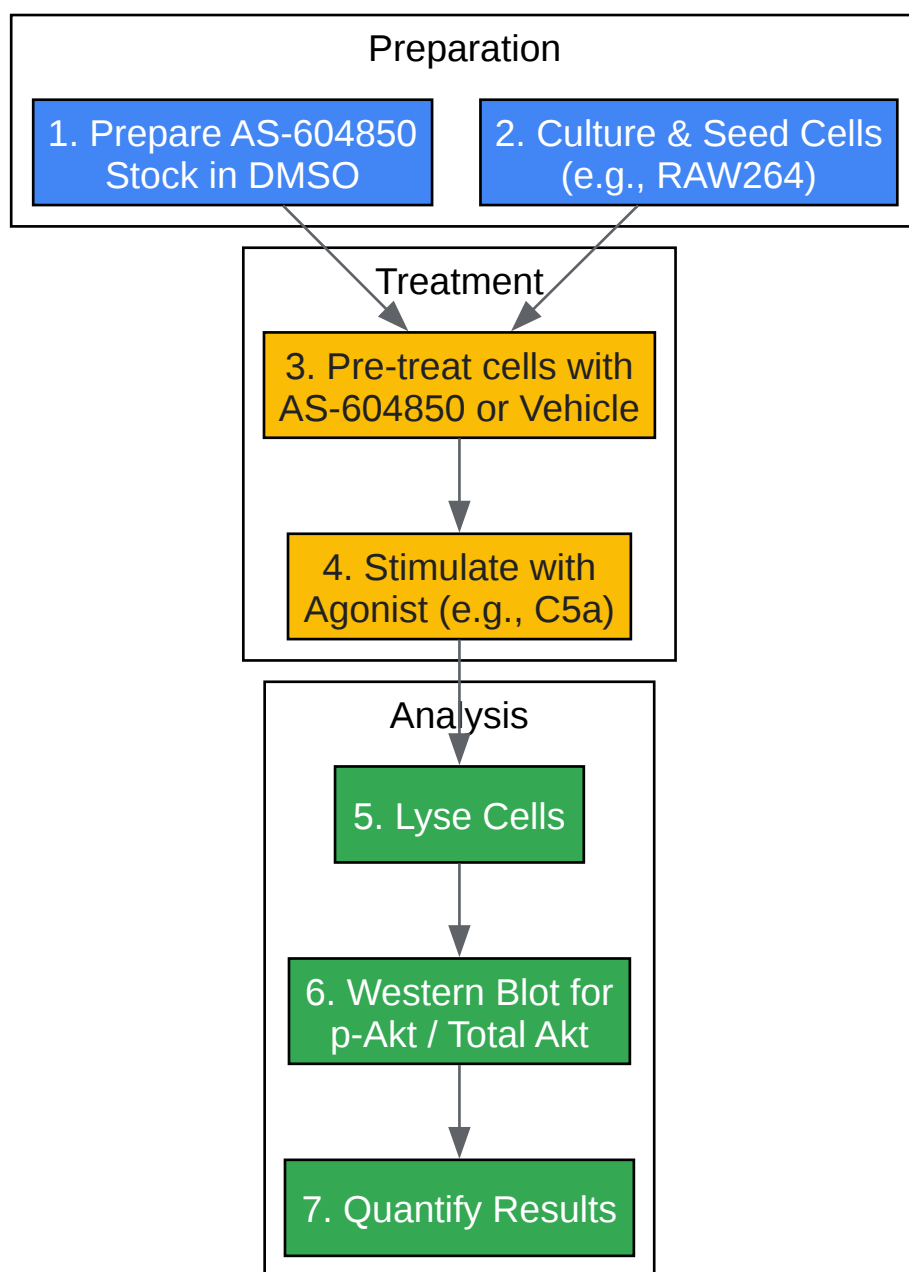 Preparation
1. Prepare AS-604850
Stock in DMSO
2. Culture & Seed Cells
(e.g., RAW264)
Treatment
3. Pre-treat cells with
AS-604850 or Vehicle
4. Stimulate with
Agonist (e.g., C5a)
Analysis
5. Lyse Cells
6. Western Blot for
p-Akt / Total Akt
7. Quantify Results